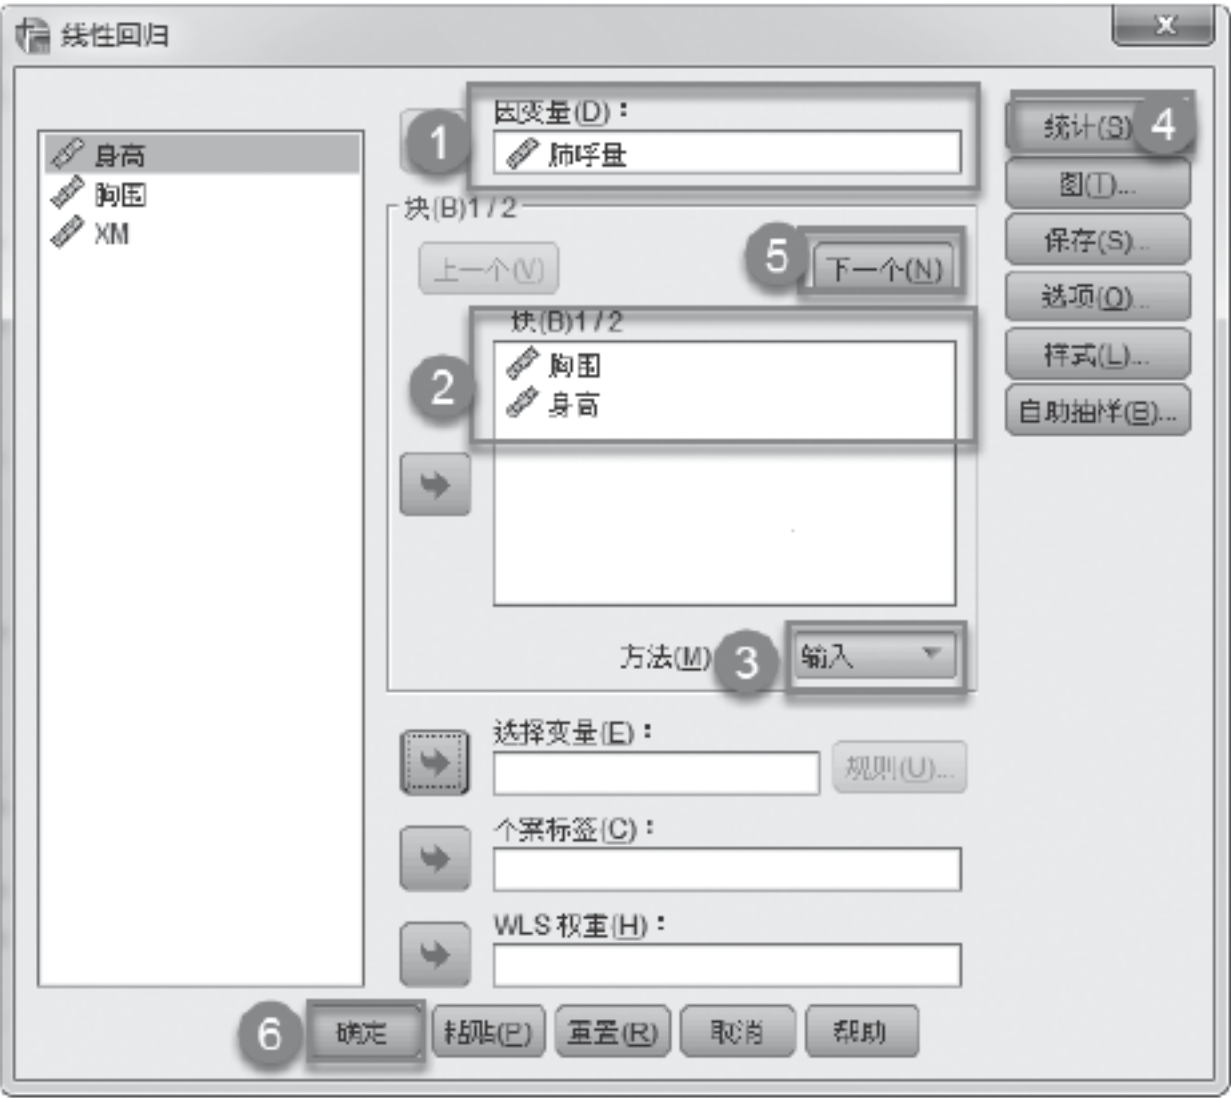 线性回归
x
身高
胸围
XM
1
因变量(D)：
肺呼量
块(B)1/2
上一个(V)
5
下一个(N)
块(B)1/2
2
胸围
身高
方法(M)
3
输入
选择变量(E)：
规则(U)...
个案标签(C)：
WLS 权重(H)：
统计(S)
4
图(T)...
保存(S)...
选项(O)...
样式(L)...
自助抽样(B)...
6
确定
粘贴(P)
重置(R)
取消
帮助